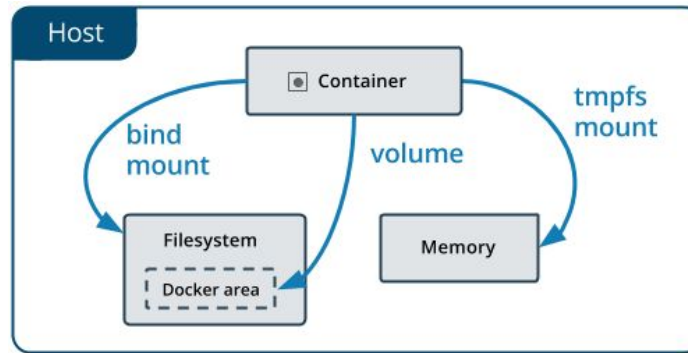 Host
Container
bind
mount
volume
tmpfs
mount
Filesystem
Docker area
Memory